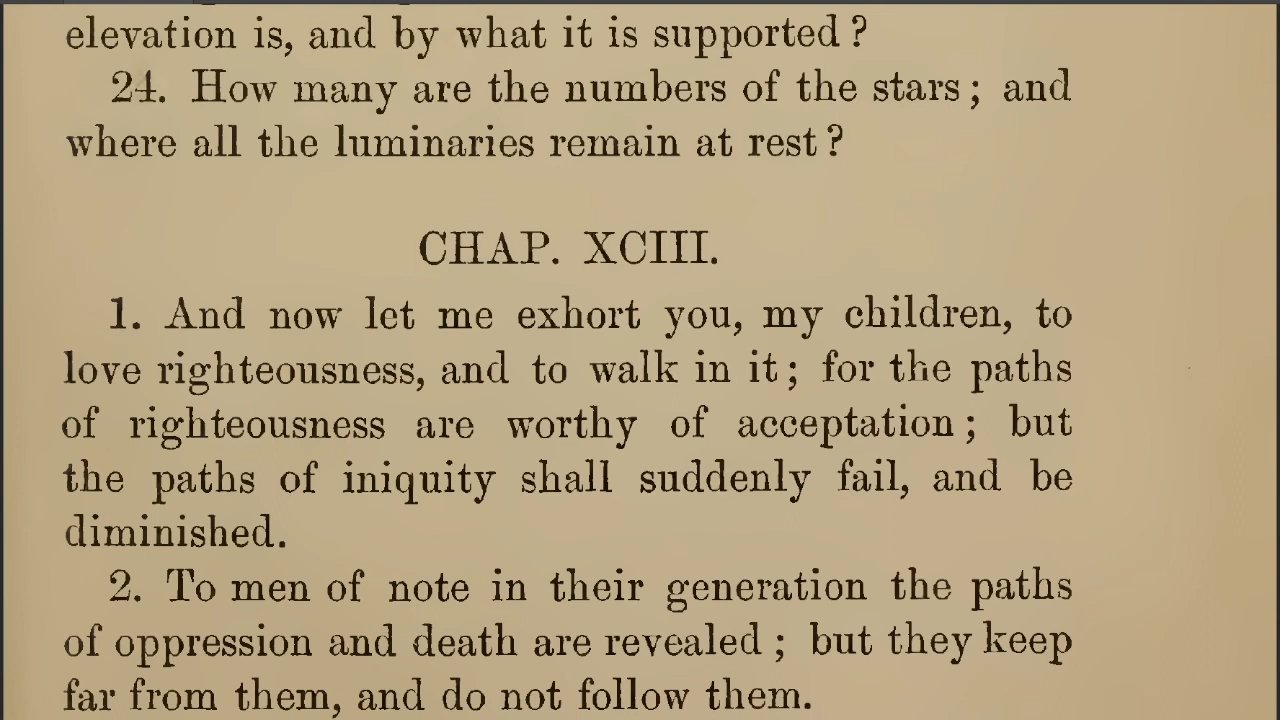 elevation is, and by what it is supported?
24. How many are the numbers of the stars; and
where all the luminaries remain at rest?
CHAP. XCIII.
1. And now let me exhort you, my children, to
love righteousness, and to walk in it; for the paths
of righteousness are worthy of acceptation; but
the paths of iniquity shall suddenly fail, and be
diminished.
2. To men of note in their generation the paths
of oppression and death are revealed; but they keep
far from them, and do not follow them.